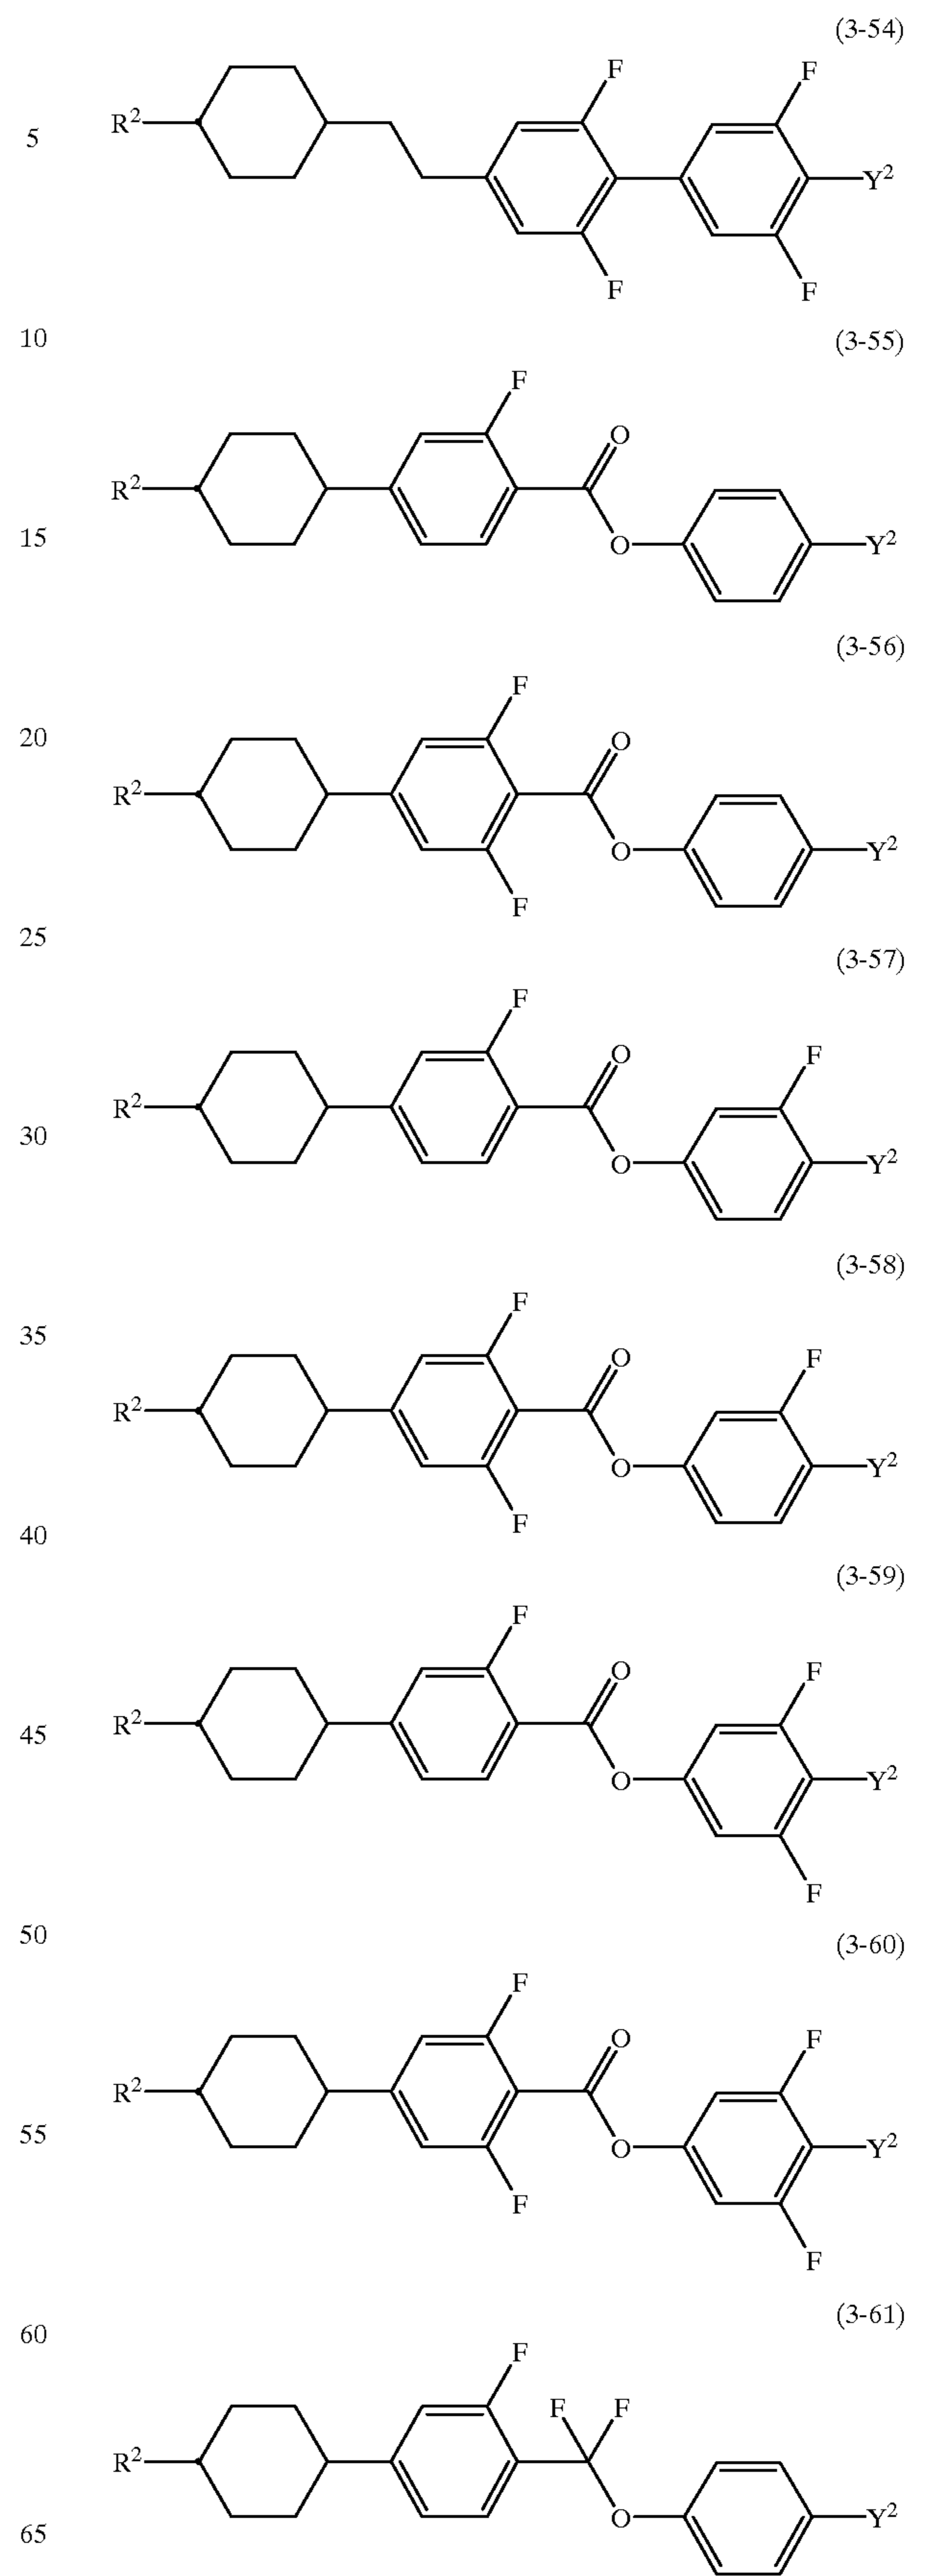 (3-54)
F F
5 R² Y²
F F
10 (3-55)
F
O
R²
15 O Y²
(3-56)
F
20 O
R²
O Y²
F
25 (3-57)
F
O F
R²
30 O Y²
(3-58)
F
35 O F
R²
O Y²
F
40 (3-59)
F
O F
45 R²
O Y²
F
50 (3-60)
F
O F
R²
55 O Y²
F
F
(3-61)
60 F
F F
R²
65 O Y²